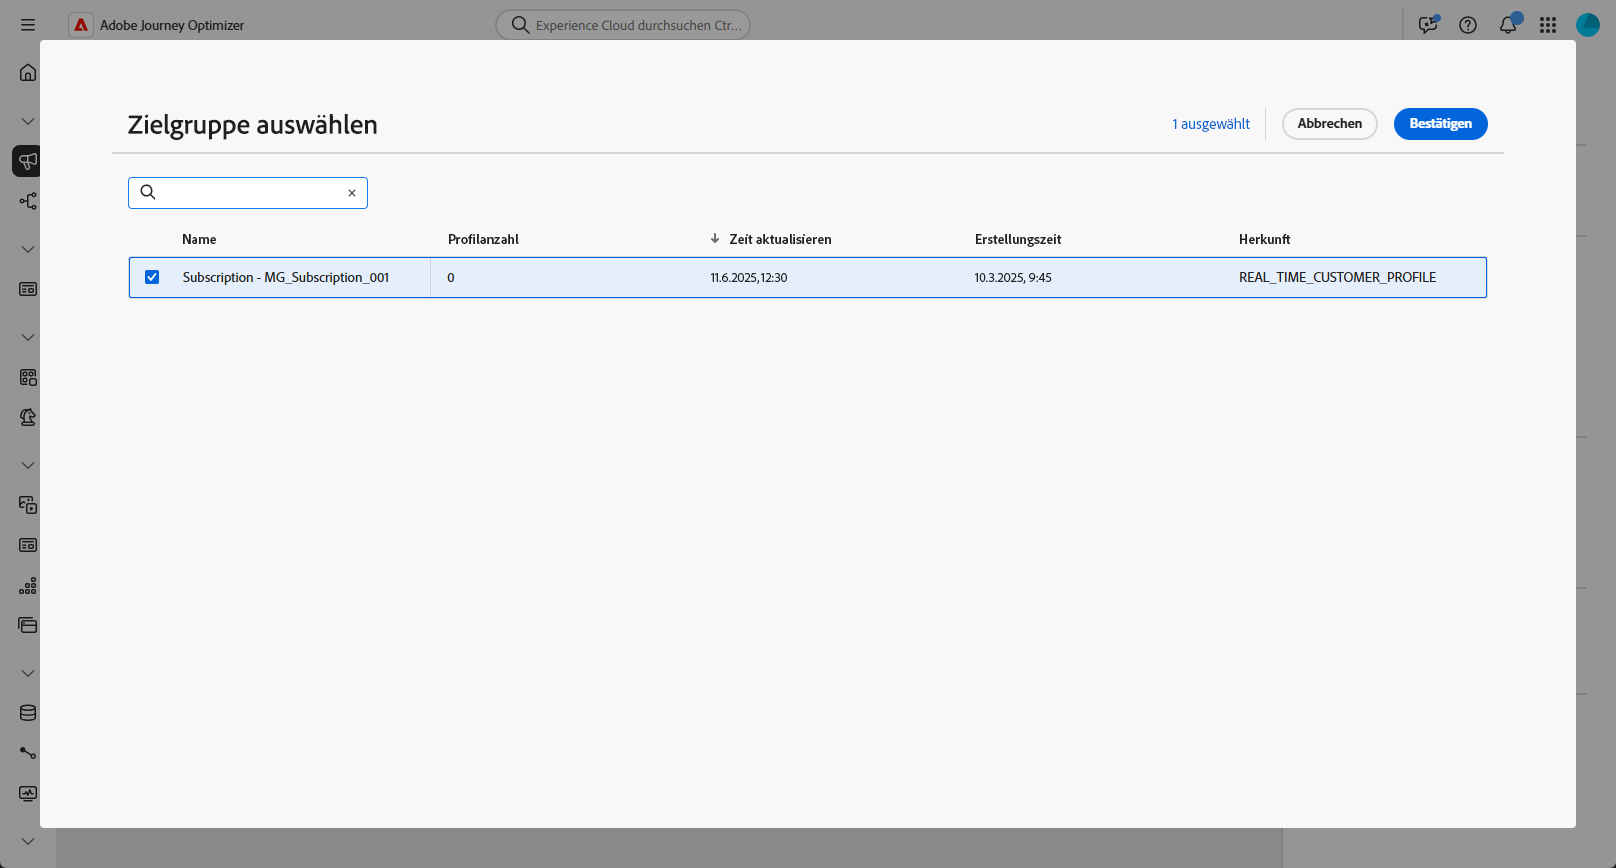 Adobe Journey Optimizer
Experience Cloud durchsuchen Ctr...
Zielgruppe auswählen
1 ausgewählt
Abbrechen
Bestätigen
Name Profilanzahl Zeit aktualisieren Erstellungszeit Herkunft
Subscription - MG_Subscription_001 0 11.6.2025,12:30 10.3.2025, 9:45 REAL_TIME_CUSTOMER_PROFILE